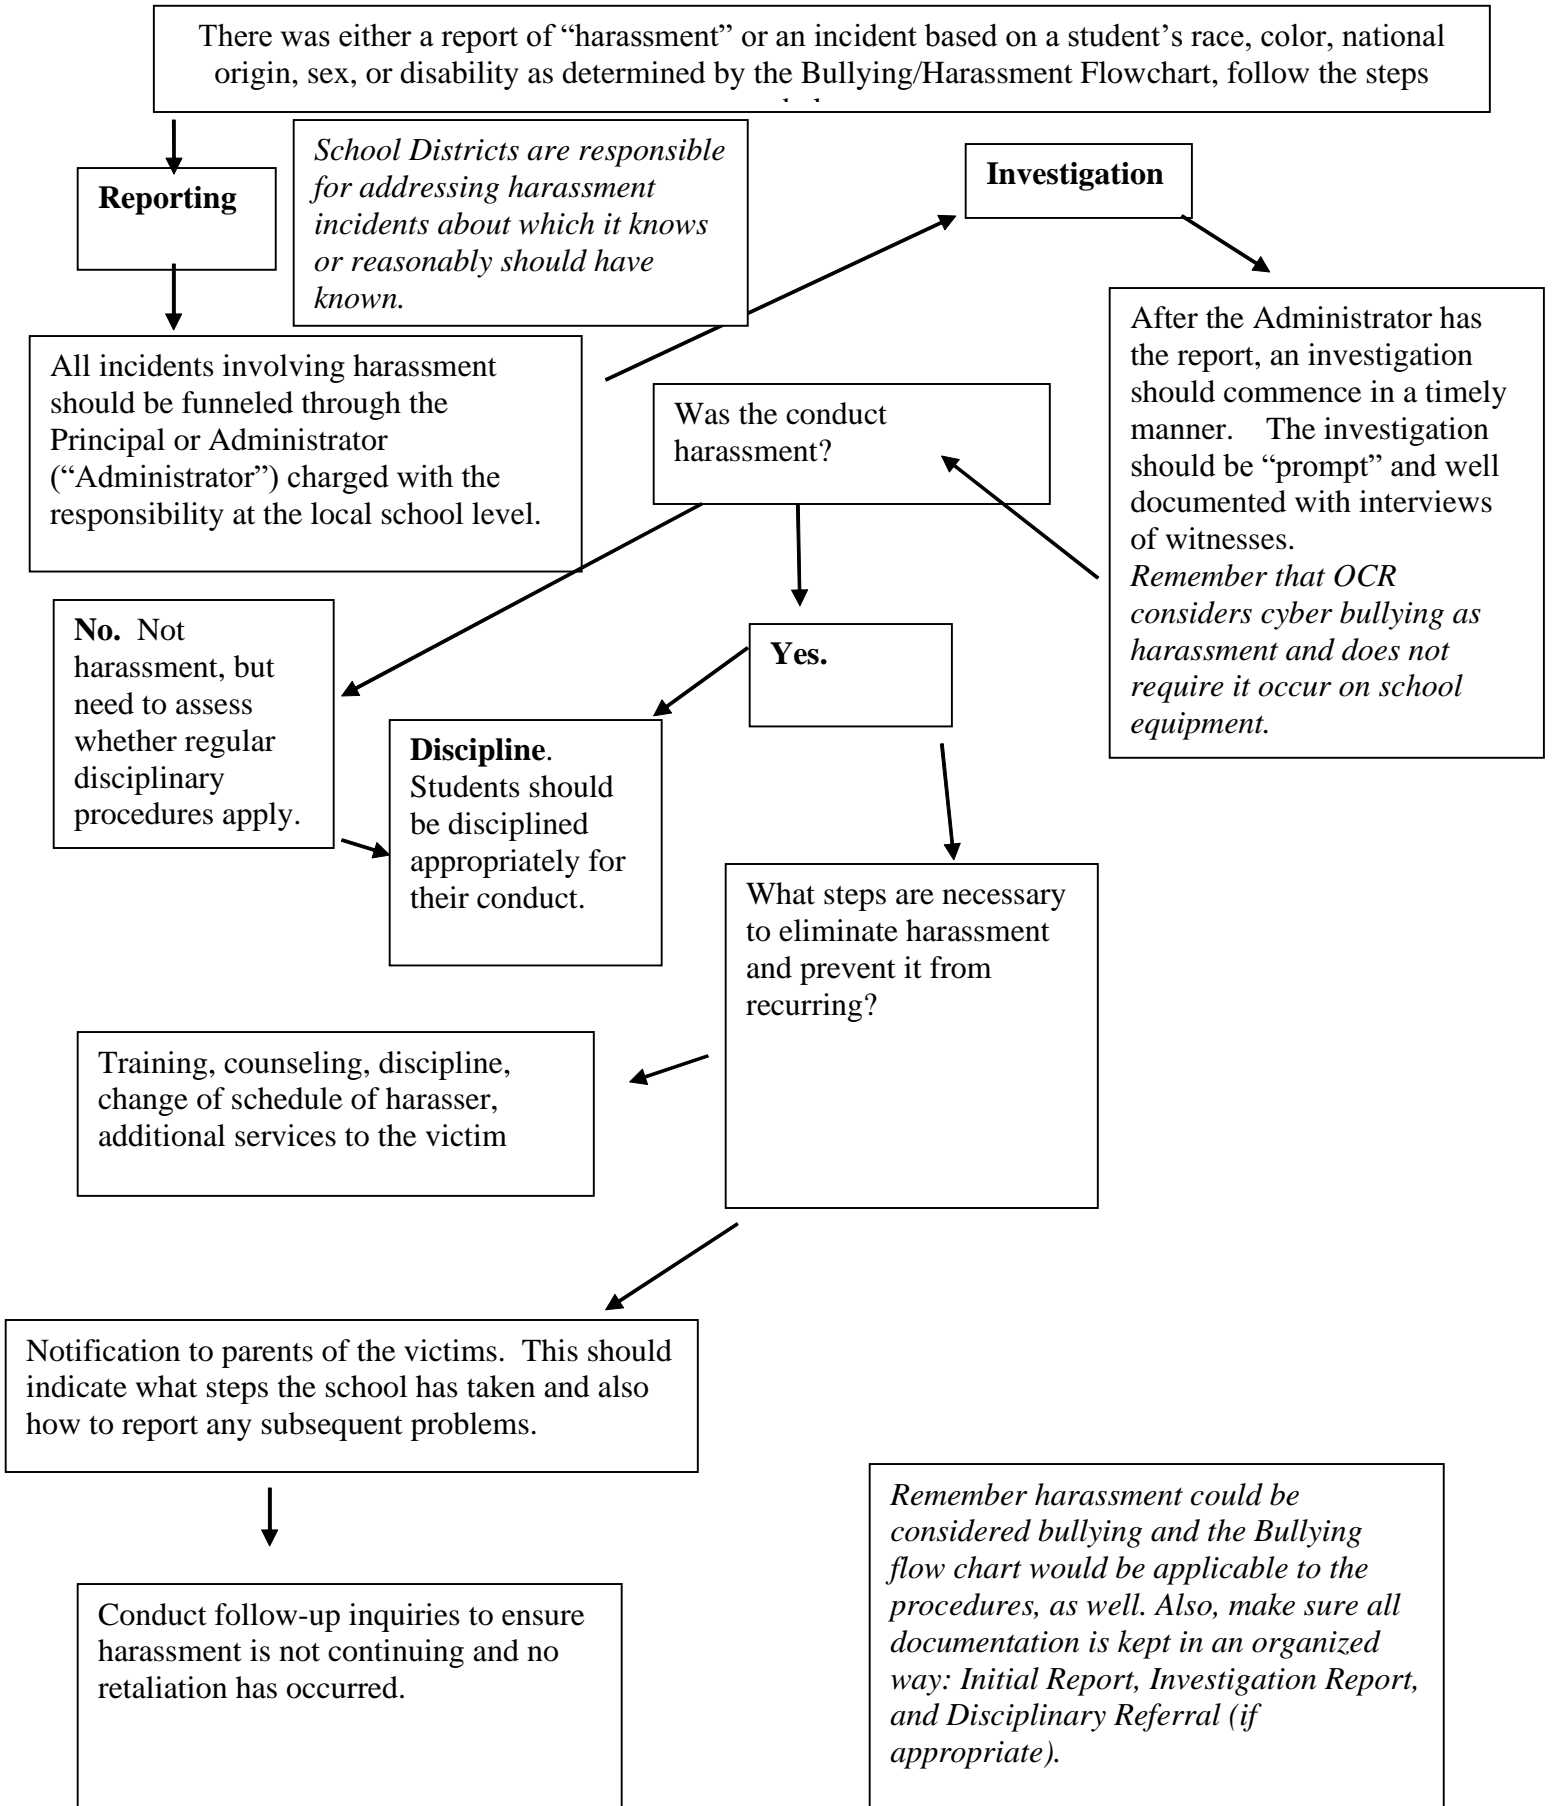 There was either a report of “harassment” or an incident based on a student’s race, color, national
origin, sex, or disability as determined by the Bullying/Harassment Flowchart, follow the steps
Reporting
School Districts are responsible
for addressing harassment
incidents about which it knows
or reasonably should have
known.
Investigation
All incidents involving harassment
should be funneled through the
Principal or Administrator
(“Administrator”) charged with the
responsibility at the local school level.
After the Administrator has
the report, an investigation
should commence in a timely
manner.    The investigation
should be “prompt” and well
documented with interviews
of witnesses.
Remember that OCR
considers cyber bullying as
harassment and does not
require it occur on school
equipment.
Was the conduct
harassment?
No.  Not
harassment, but
need to assess
whether regular
disciplinary
procedures apply.
Yes.
Discipline.
Students should
be disciplined
appropriately for
their conduct.
What steps are necessary
to eliminate harassment
and prevent it from
recurring?
Training, counseling, discipline,
change of schedule of harasser,
additional services to the victim
Notification to parents of the victims.  This should
indicate what steps the school has taken and also
how to report any subsequent problems.
Conduct follow-up inquiries to ensure
harassment is not continuing and no
retaliation has occurred.
Remember harassment could be
considered bullying and the Bullying
flow chart would be applicable to the
procedures, as well. Also, make sure all
documentation is kept in an organized
way: Initial Report, Investigation Report,
and Disciplinary Referral (if
appropriate).